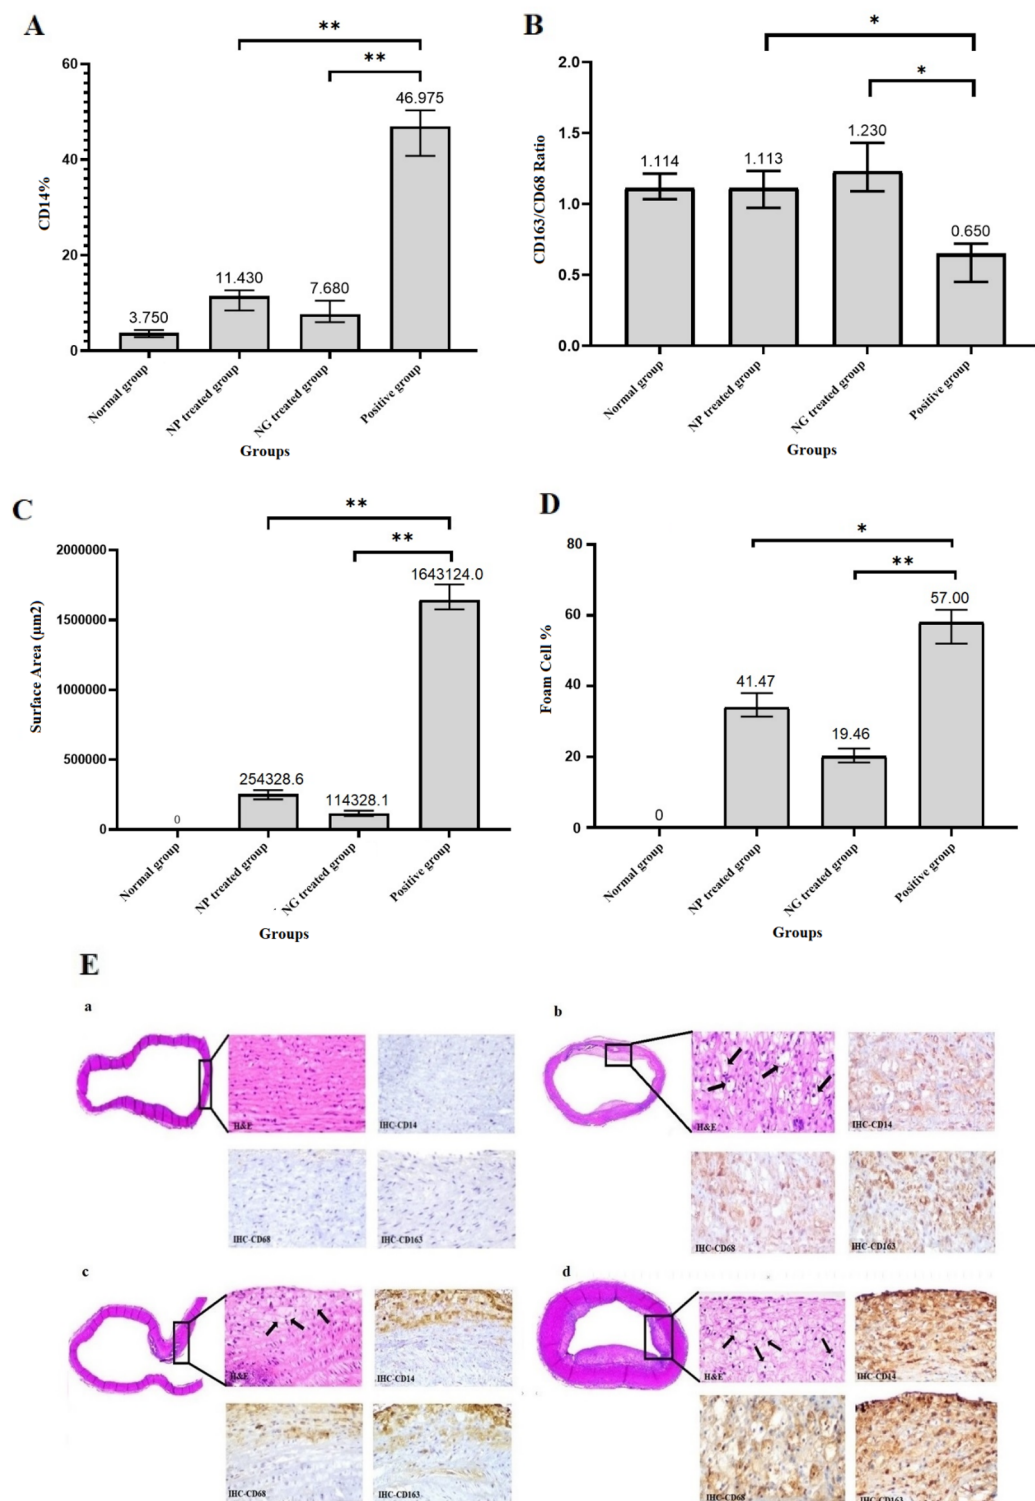 A
**
**
60
40
20
0
CD14%
3.750
11.430
7.680
46.975
Normal group
NP treated group
NG treated group
Positive group
Groups
B
*
*
2.0
1.5
1.0
0.5
0.0
CD163/CD68 Ratio
1.114
1.113
1.230
0.650
Normal group
NP treated group
NG treated group
Positive group
Groups
C
**
**
2000000
1500000
1000000
500000
0
Surface Area (µm2)
0
254328.6
114328.1
1643124.0
Normal group
NP treated group
NG treated group
Positive group
Groups
D
*
**
80
60
40
20
0
Foam Cell %
0
41.47
19.46
57.00
Normal group
NP treated group
NG treated group
Positive group
Groups
E
a
H&E
IHC-CD14
IHC-CD68
IHC-CD163
b
H&E
IHC-CD14
IHC-CD68
IHC-CD163
c
H&E
IHC-CD14
IHC-CD68
IHC-CD163
d
H&E
IHC-CD14
IHC-CD68
IHC-CD163